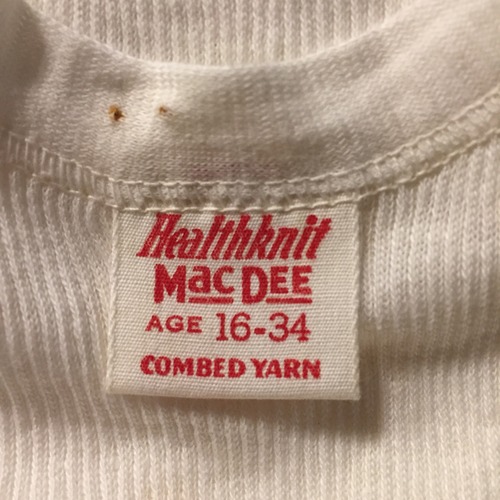 Healthknit
MacDEE
AGE 16-34
COMBED YARN